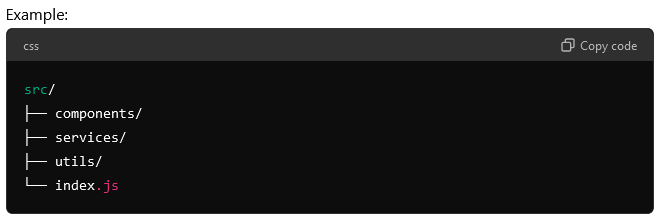 Example:
css
Copy code
src/
├── components/
├── services/
├── utils/
└── index.js